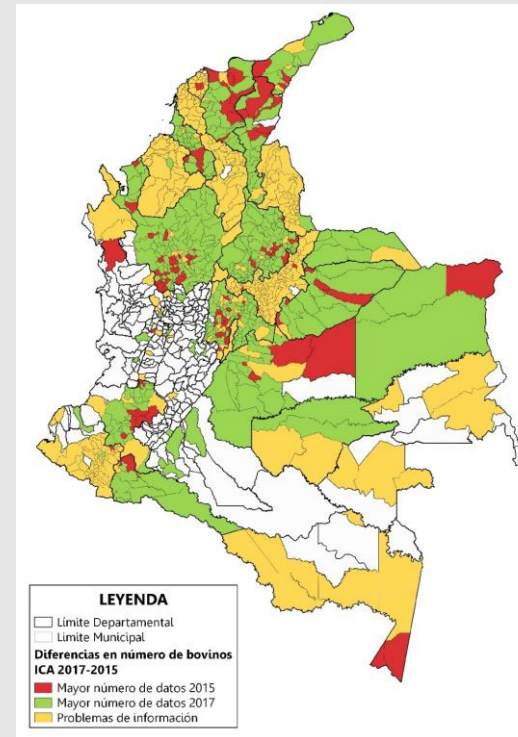 LEYENDA
Límite Departamental
Limite Municipal
Diferencias en número de bovinos
ICA 2017-2015
Mayor número de datos 2015
Mayor número de datos 2017
Problemas de información